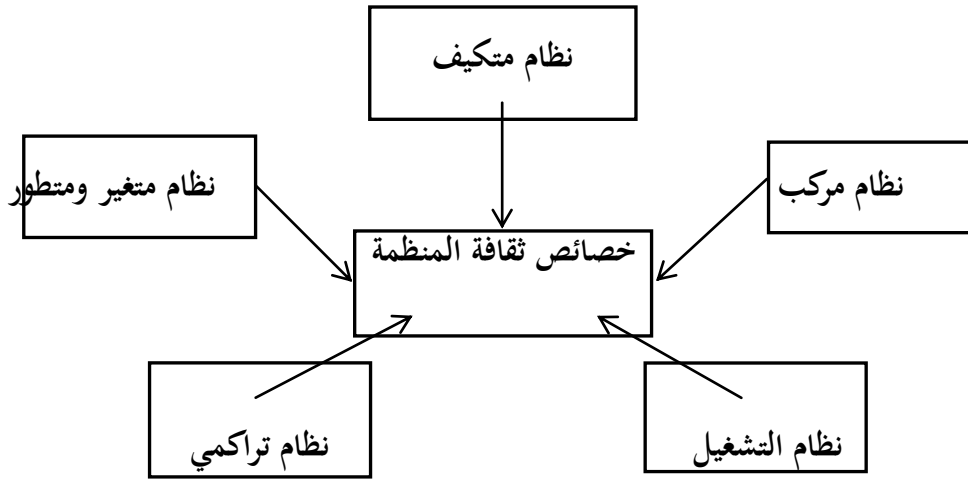 نظام متكيف
نظام مركب
نظام متغير ومتطور
خصائص ثقافة المنظمة
نظام التشغيل
نظام تراكمي